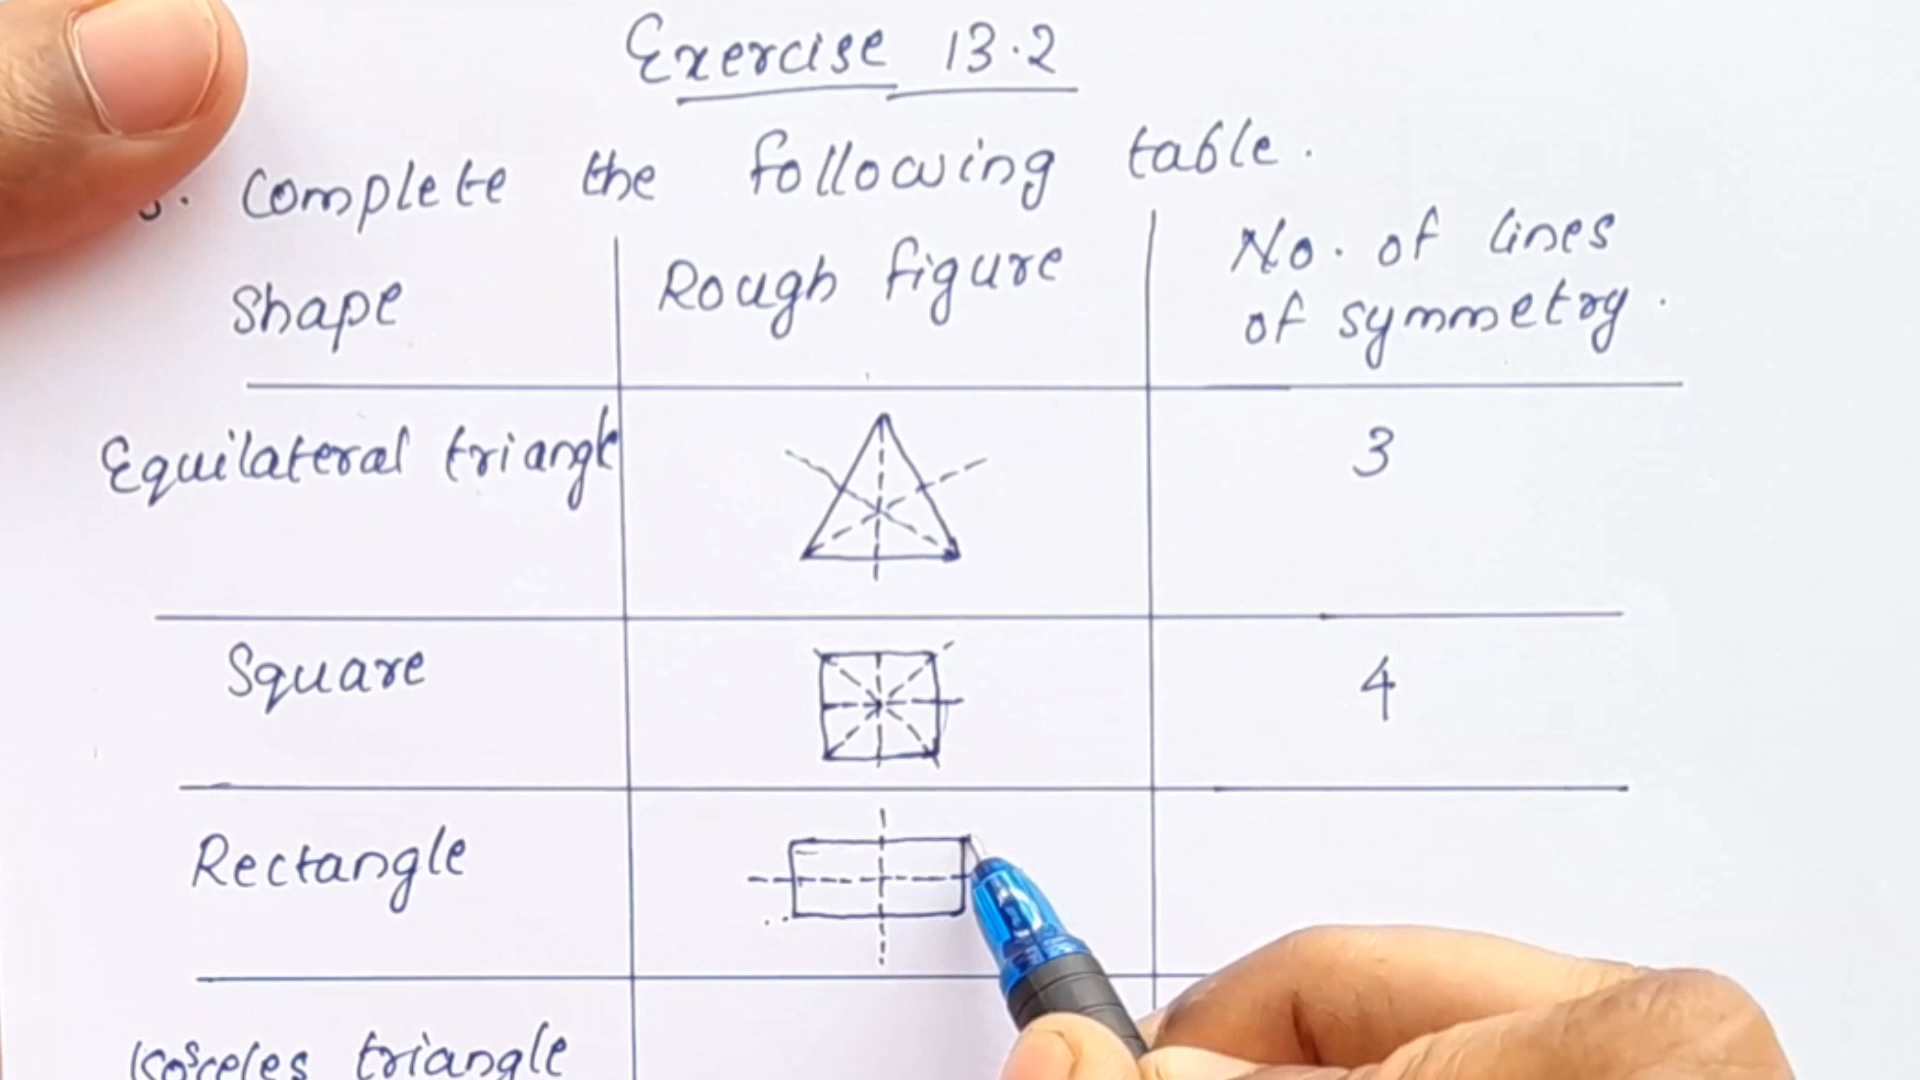 Exercise 13.2
Complete the following table.
Shape Rough figure No. of lines of symmetry.
Equilateral triangle 3
Square 4
Rectangle
Isosceles triangle